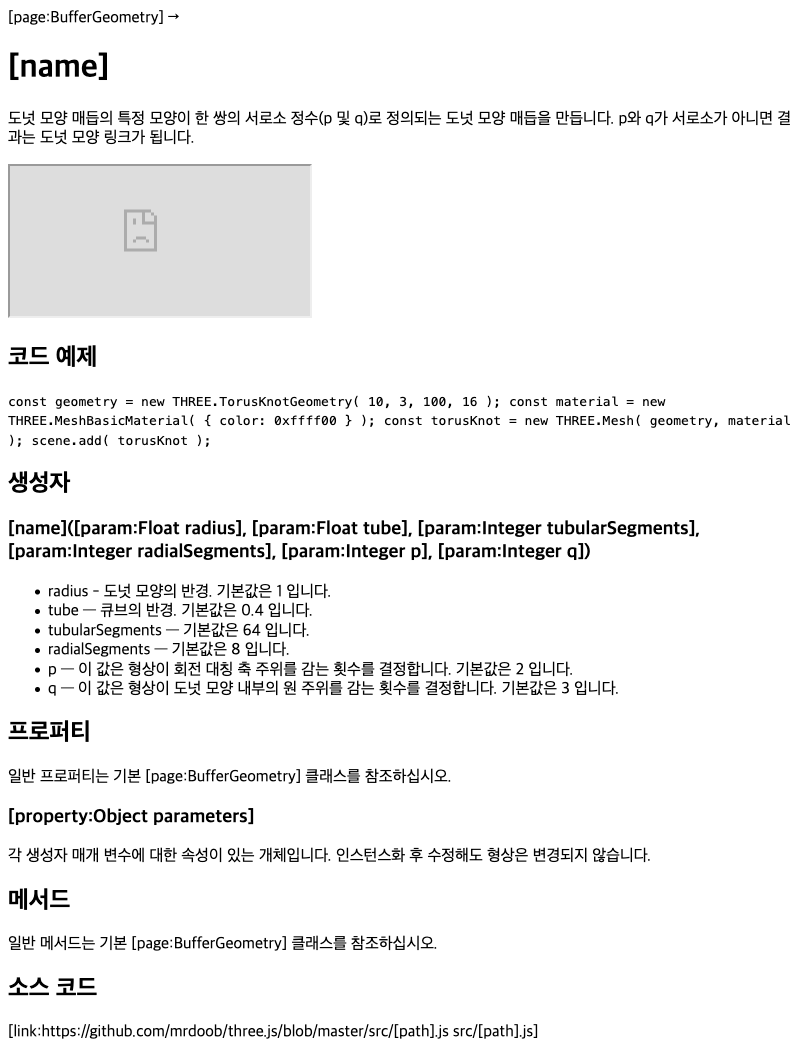 [page:BufferGeometry] →
[name]
도넛 모양 매듭의 특정 모양이 한 쌍의 서로소 정수(p 및 q)로 정의되는 도넛 모양 매듭을 만듭니다. p와 q가 서로소가 아니면 결
과는 도넛 모양 링크가 됩니다.
코드 예제
const geometry = new THREE.TorusKnotGeometry( 10, 3, 100, 16 ); const material = new
THREE.MeshBasicMaterial( { color: 0xffff00 } ); const torusKnot = new THREE.Mesh( geometry, material
); scene.add( torusKnot );
생성자
[name]([param:Float radius], [param:Float tube], [param:Integer tubularSegments],
[param:Integer radialSegments], [param:Integer p], [param:Integer q])
• radius - 도넛 모양의 반경. 기본값은 1 입니다.
• tube — 큐브의 반경. 기본값은 0.4 입니다.
• tubularSegments — 기본값은 64 입니다.
• radialSegments — 기본값은 8 입니다.
• p — 이 값은 형상이 회전 대칭 축 주위를 감는 횟수를 결정합니다. 기본값은 2 입니다.
• q — 이 값은 형상이 도넛 모양 내부의 원 주위를 감는 횟수를 결정합니다. 기본값은 3 입니다.
프로퍼티
일반 프로퍼티는 기본 [page:BufferGeometry] 클래스를 참조하십시오.
[property:Object parameters]
각 생성자 매개 변수에 대한 속성이 있는 개체입니다. 인스턴스화 후 수정해도 형상은 변경되지 않습니다.
메서드
일반 메서드는 기본 [page:BufferGeometry] 클래스를 참조하십시오.
소스 코드
[link:https://github.com/mrdoob/three.js/blob/master/src/[path].js src/[path].js]